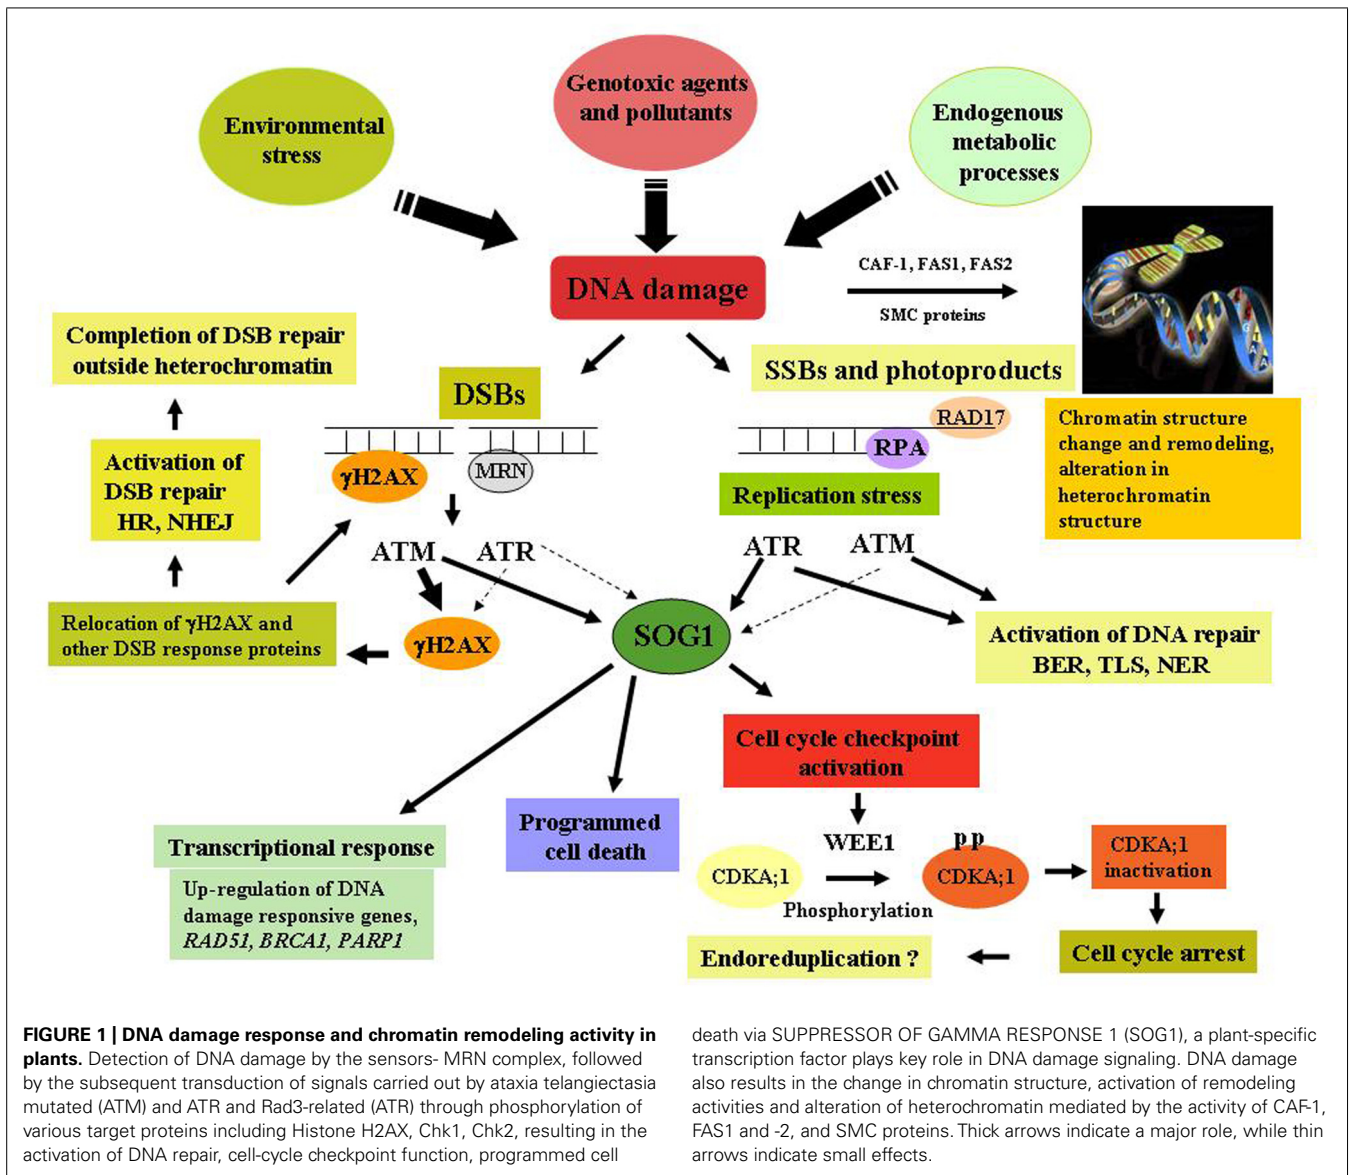 Environmental
stress
Genotoxic agents
and pollutants
Endogenous
metabolic
processes
DNA damage
CAF-1, FAS1, FAS2
SMC proteins
Completion of DSB repair
outside heterochromatin
DSBs
SSBs and photoproducts
RAD17
RPA
Chromatin structure
change and remodeling,
alteration in
heterochromatin
structure
Activation of
DSB repair
HR, NHEJ
γH2AX
MRN
Replication stress
ATM
ATR
ATR
ATM
Relocation of γH2AX and
other DSB response proteins
γH2AX
SOG1
Activation of DNA repair
BER, TLS, NER
Cell cycle checkpoint
activation
Programmed
cell death
Transcriptional response
Up-regulation of DNA
damage responsive genes,
RAD51, BRCA1, PARP1
WEE1
pp
CDKA;1
CDKA;1
Phosphorylation
CDKA;1
inactivation
Cell cycle arrest
Endoreduplication ?
FIGURE 1 | DNA damage response and chromatin remodeling activity in
plants. Detection of DNA damage by the sensors- MRN complex, followed
by the subsequent transduction of signals carried out by ataxia telangiectasia
mutated (ATM) and ATR and Rad3-related (ATR) through phosphorylation of
various target proteins including Histone H2AX, Chk1, Chk2, resulting in the
activation of DNA repair, cell-cycle checkpoint function, programmed cell
death via SUPPRESSOR OF GAMMA RESPONSE 1 (SOG1), a plant-specific
transcription factor plays key role in DNA damage signaling. DNA damage
also results in the change in chromatin structure, activation of remodeling
activities and alteration of heterochromatin mediated by the activity of CAF-1,
FAS1 and -2, and SMC proteins. Thick arrows indicate a major role, while thin
arrows indicate small effects.